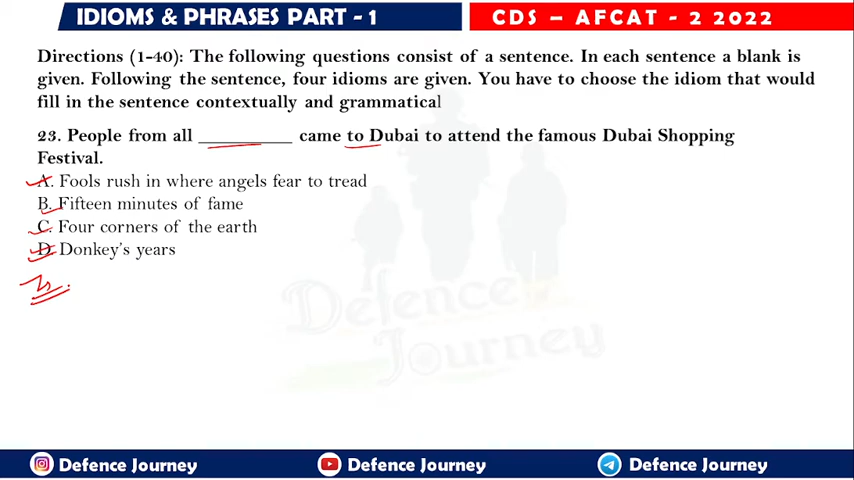 IDIOMS & PHRASES PART - 1
CDS – AFCAT - 2 2022
Directions (1-40): The following questions consist of a sentence. In each sentence a blank is
given. Following the sentence, four idioms are given. You have to choose the idiom that would
fill in the sentence contextually and grammatical
23. People from all __________ came to Dubai to attend the famous Dubai Shopping
Festival.
A. Fools rush in where angels fear to tread
B. Fifteen minutes of fame
C. Four corners of the earth
D. Donkey's years
Defence
Journey
Defence Journey
Defence Journey
Defence Journey